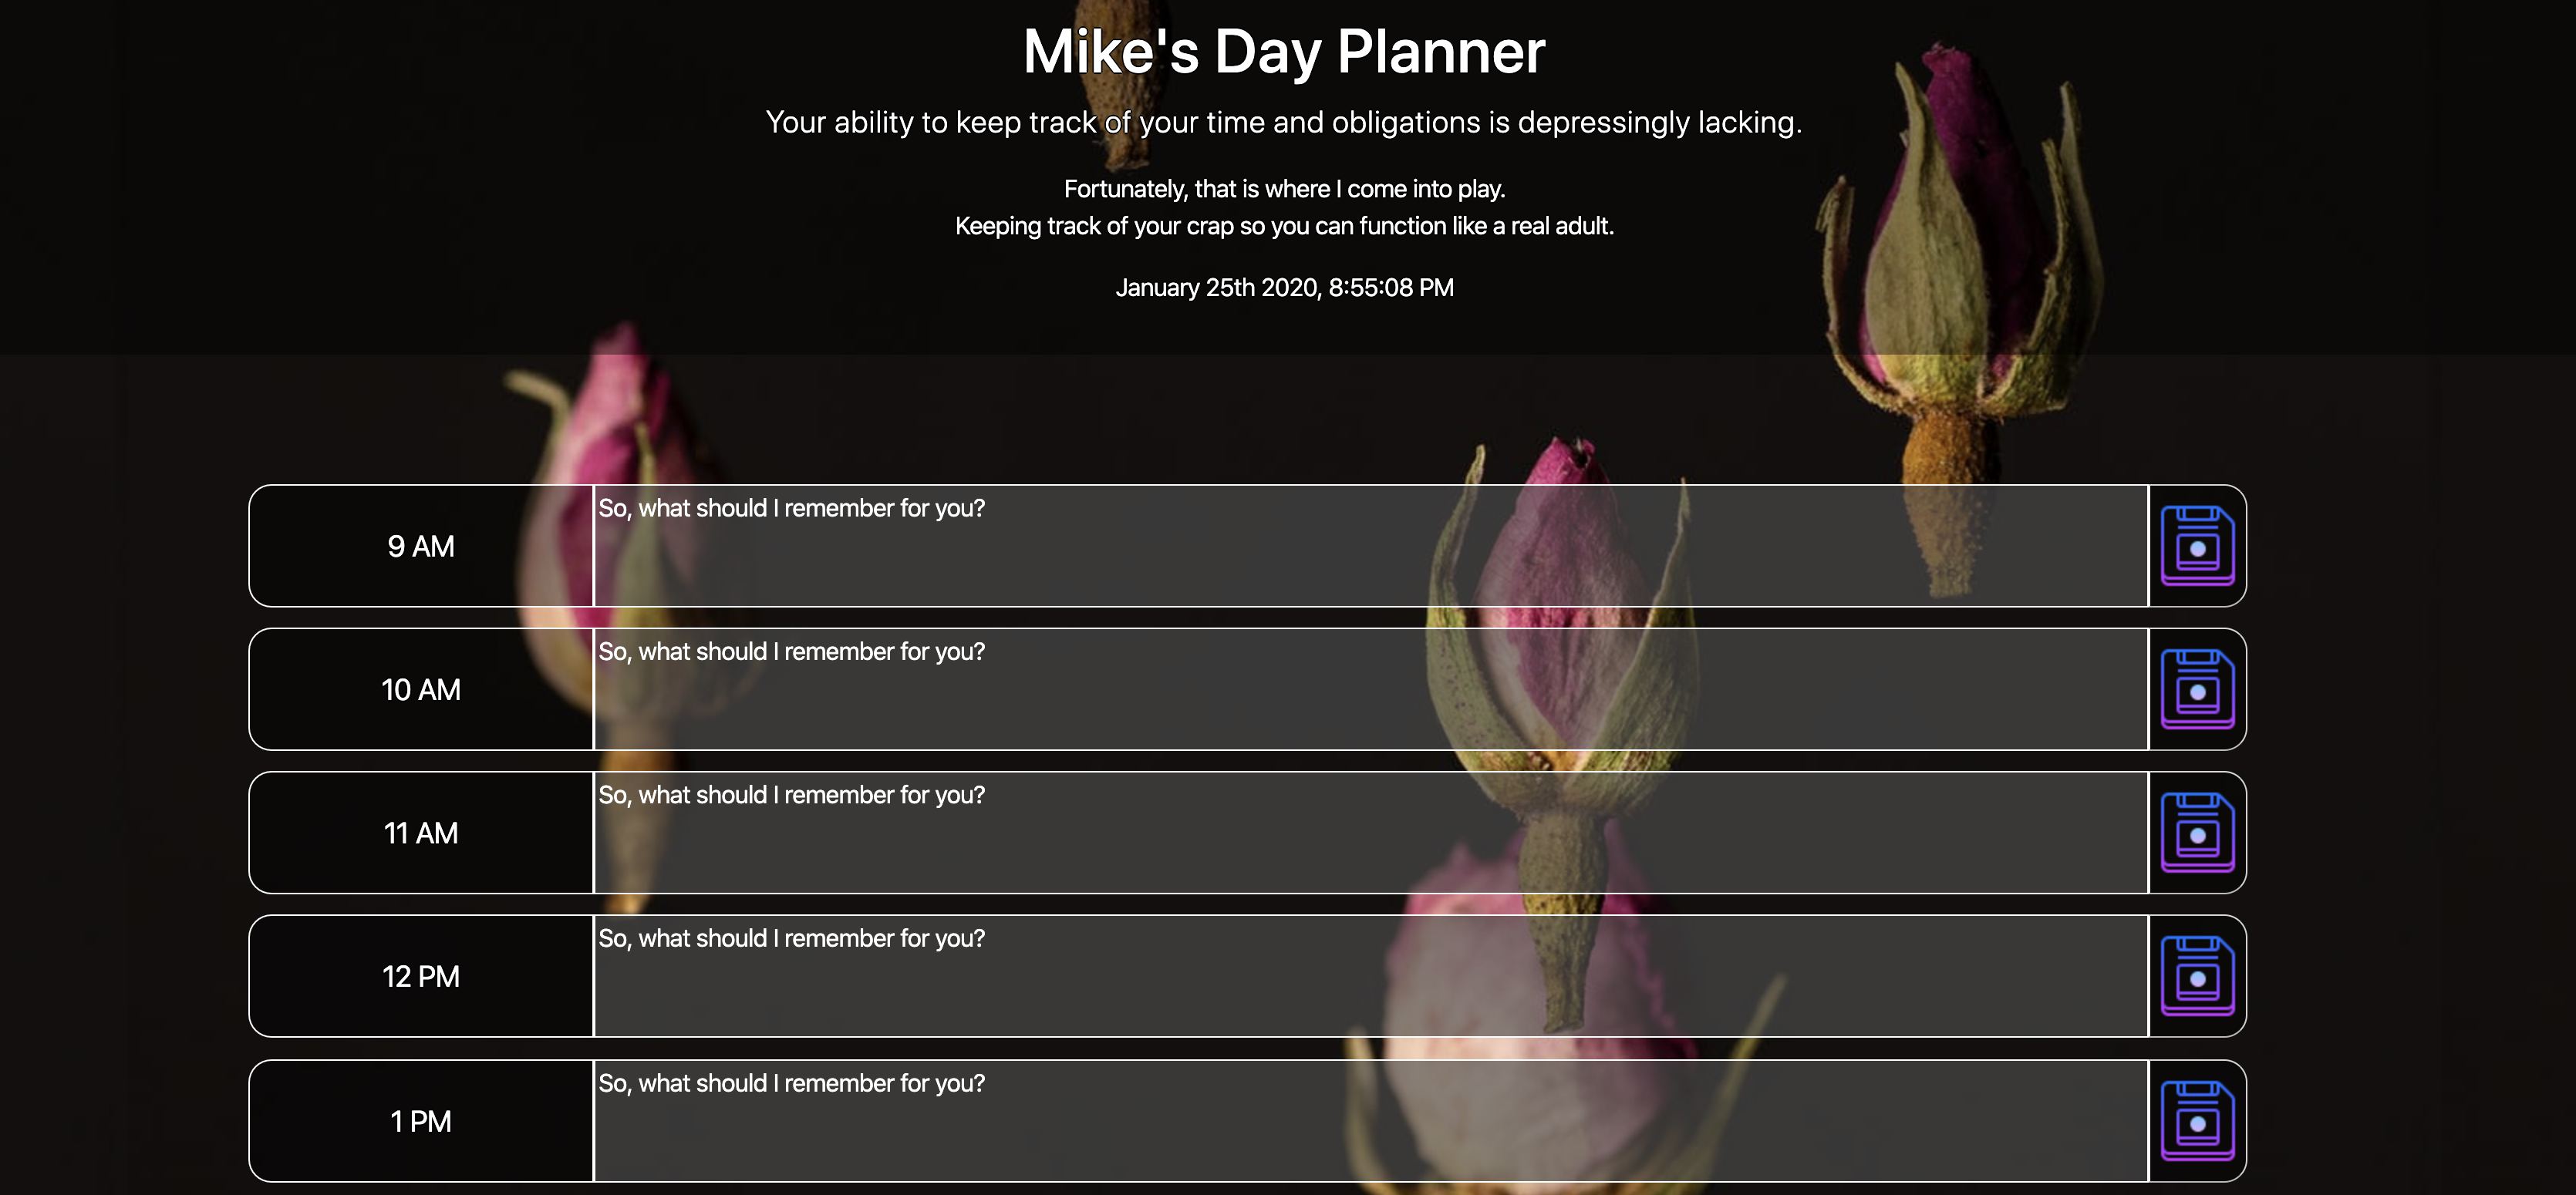 Mike's Day Planner
Your ability to keep track of your time and obligations is depressingly lacking.
Fortunately, that is where I come into play.
Keeping track of your crap so you can function like a real adult.
January 25th 2020, 8:55:08 PM
9 AM
So, what should I remember for you?
10 AM
So, what should I remember for you?
11 AM
So, what should I remember for you?
12 PM
So, what should I remember for you?
1 PM
So, what should I remember for you?